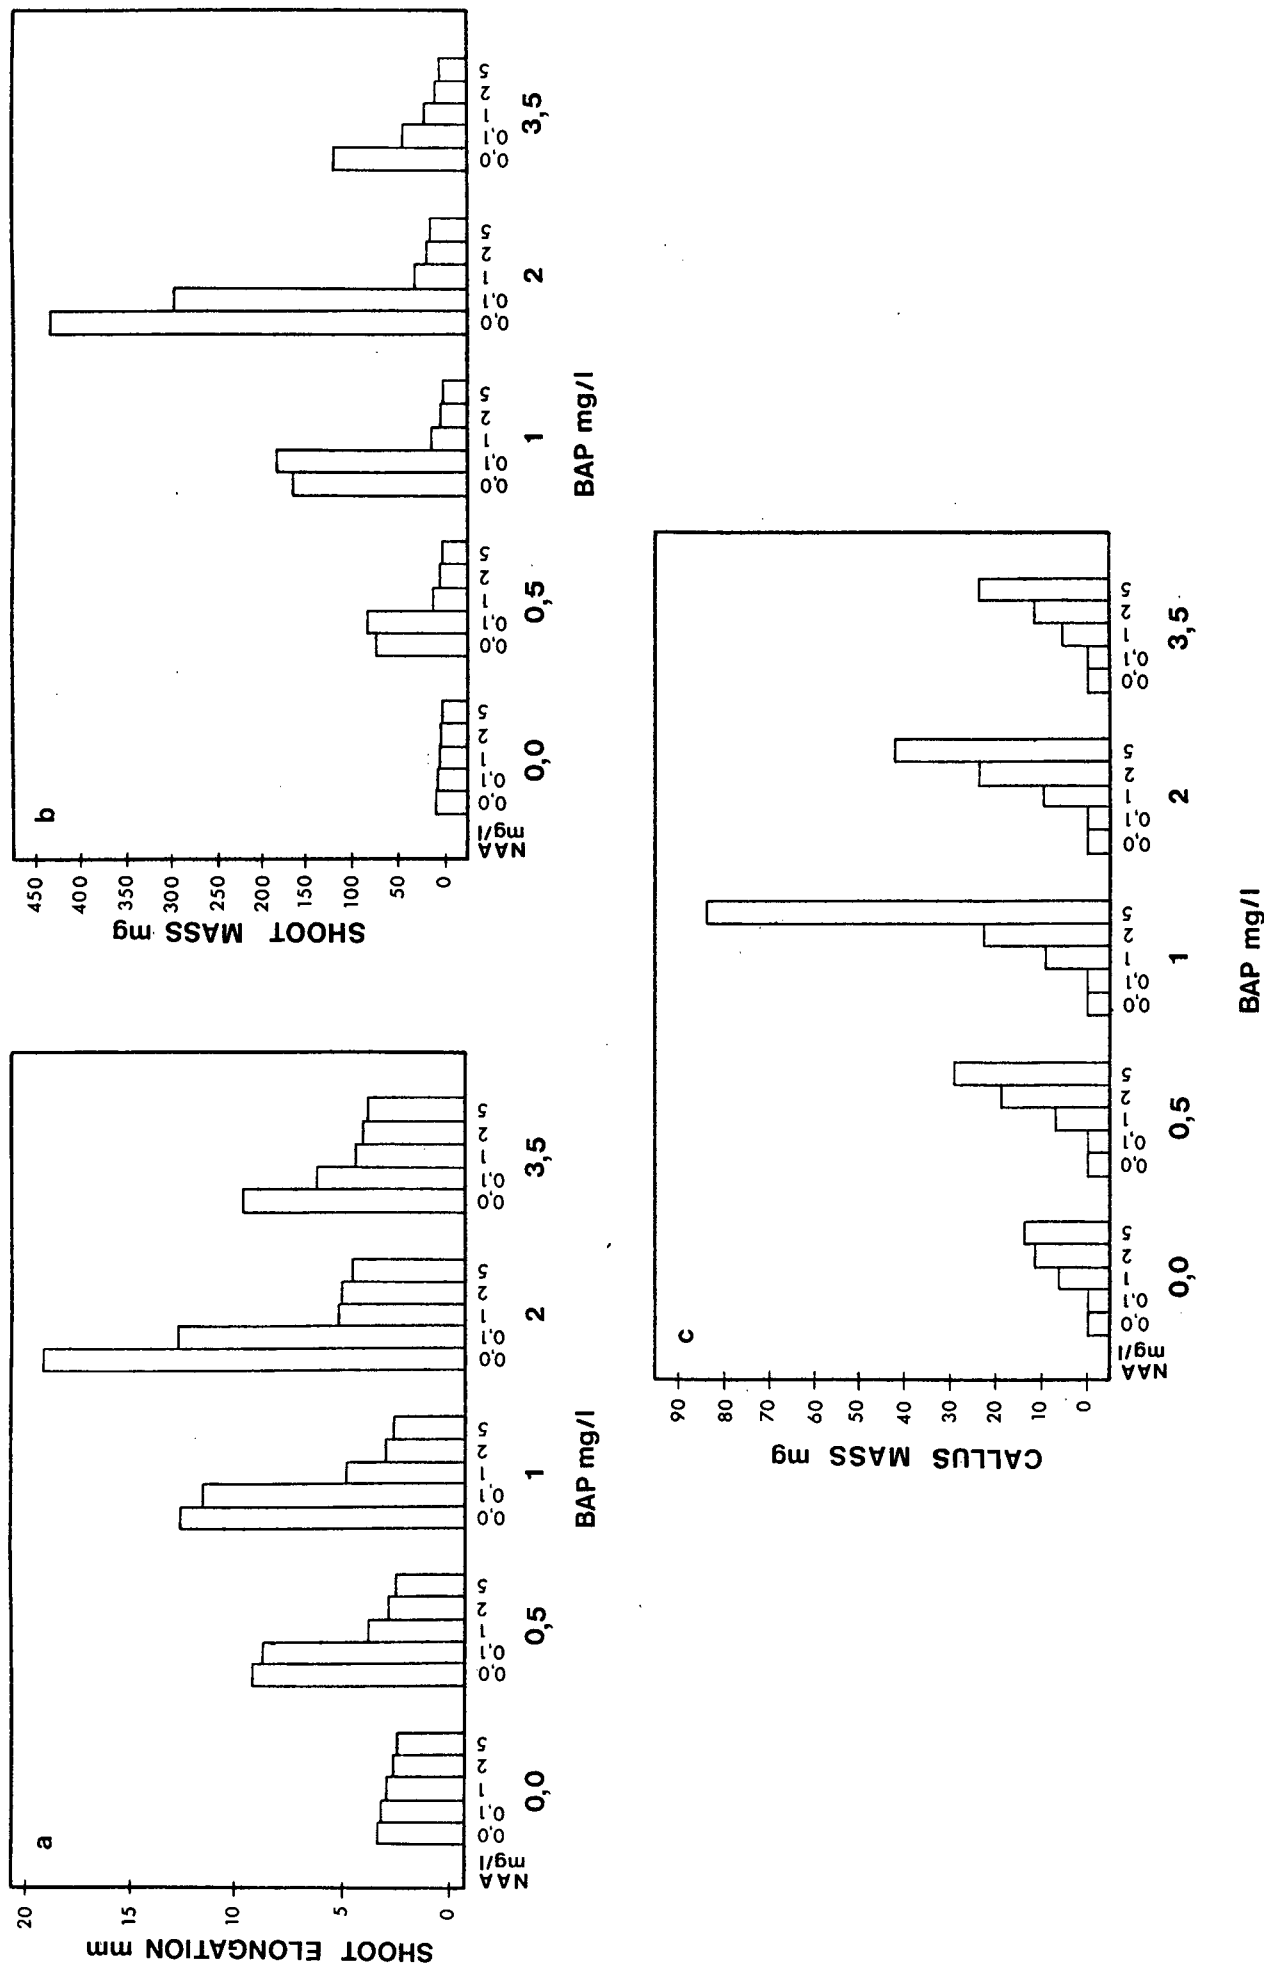 a
SHOOT ELONGATION mm
20
15
10
5
0
NAA
mg/l
0,0 0,1 1 2 5 0,0 0,1 1 2 5 0,0 0,1 1 2 5 0,0 0,1 1 2 5 0,0 0,1 1 2 5
0,0 0,5 1 2 3,5
BAP mg/l
b
SHOOT MASS mg
450
400
350
300
250
200
150
100
50
0
NAA
mg/l
0,0 0,1 1 2 5 0,0 0,1 1 2 5 0,0 0,1 1 2 5 0,0 0,1 1 2 5 0,0 0,1 1 2 5
0,0 0,5 1 2 3,5
BAP mg/l
c
CALLUS MASS mg
90
80
70
60
50
40
30
20
10
0
NAA
mg/l
0,0 0,1 1 2 5 0,0 0,1 1 2 5 0,0 0,1 1 2 5 0,0 0,1 1 2 5 0,0 0,1 1 2 5
0,0 0,5 1 2 3,5
BAP mg/l